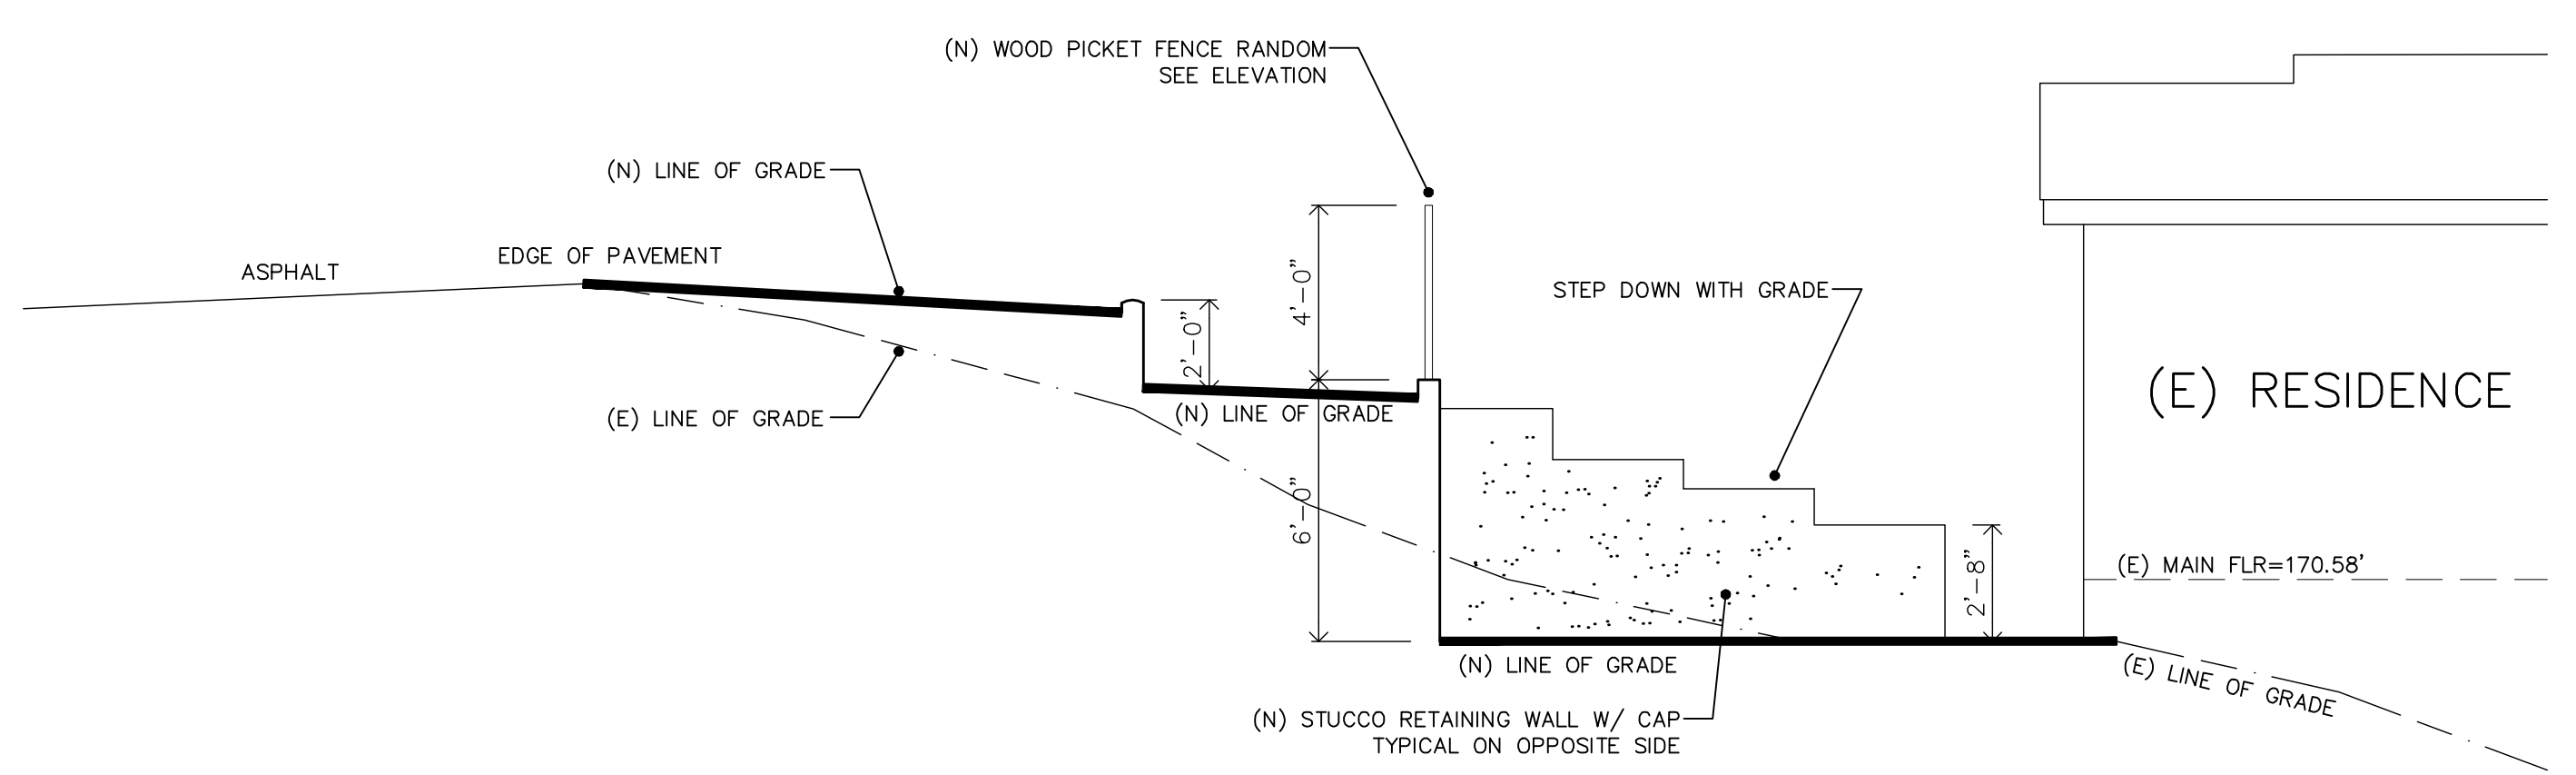 (N) WOOD PICKET FENCE RANDOM
SEE ELEVATION
(N) LINE OF GRADE
EDGE OF PAVEMENT
ASPHALT
4'-0"
STEP DOWN WITH GRADE
2'-0"
(E) RESIDENCE
(E) LINE OF GRADE
(N) LINE OF GRADE
6'-0"
2'-8"
(E) MAIN FLR=170.58'
(N) LINE OF GRADE
(E) LINE OF GRADE
(N) STUCCO RETAINING WALL W/ CAP
TYPICAL ON OPPOSITE SIDE